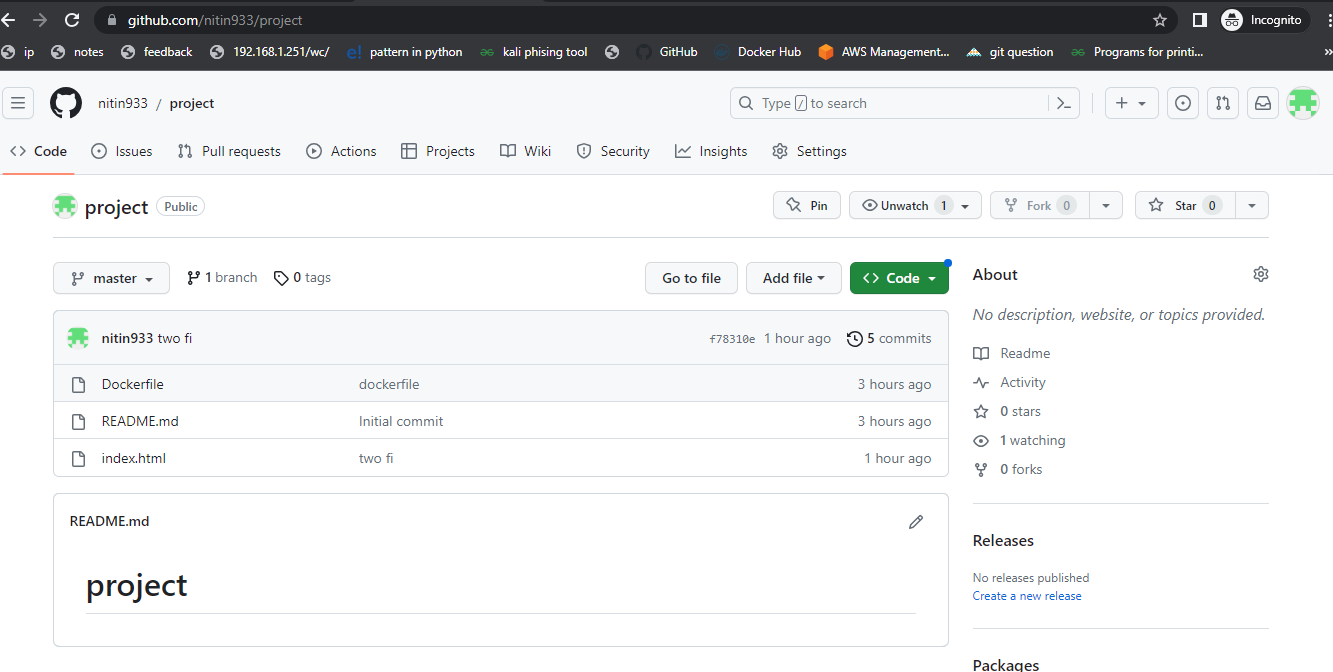 github.com/nitin933/project
Incognito
ip notes feedback 192.168.1.251/wc/ e! pattern in python kali phising tool GitHub Docker Hub AWS Management... git question Programs for printi... »
nitin933 / project
Type / to search
Code Issues Pull requests Actions Projects Wiki Security Insights Settings
project Public
Pin Unwatch 1 Fork 0 Star 0
master 1 branch 0 tags Go to file Add file <> Code
nitin933 two fi f78310e 1 hour ago 5 commits
Dockerfile dockerfile 3 hours ago
README.md Initial commit 3 hours ago
index.html two fi 1 hour ago
README.md
project
About
No description, website, or topics provided.
Readme
Activity
0 stars
1 watching
0 forks
Releases
No releases published
Create a new release
Packages